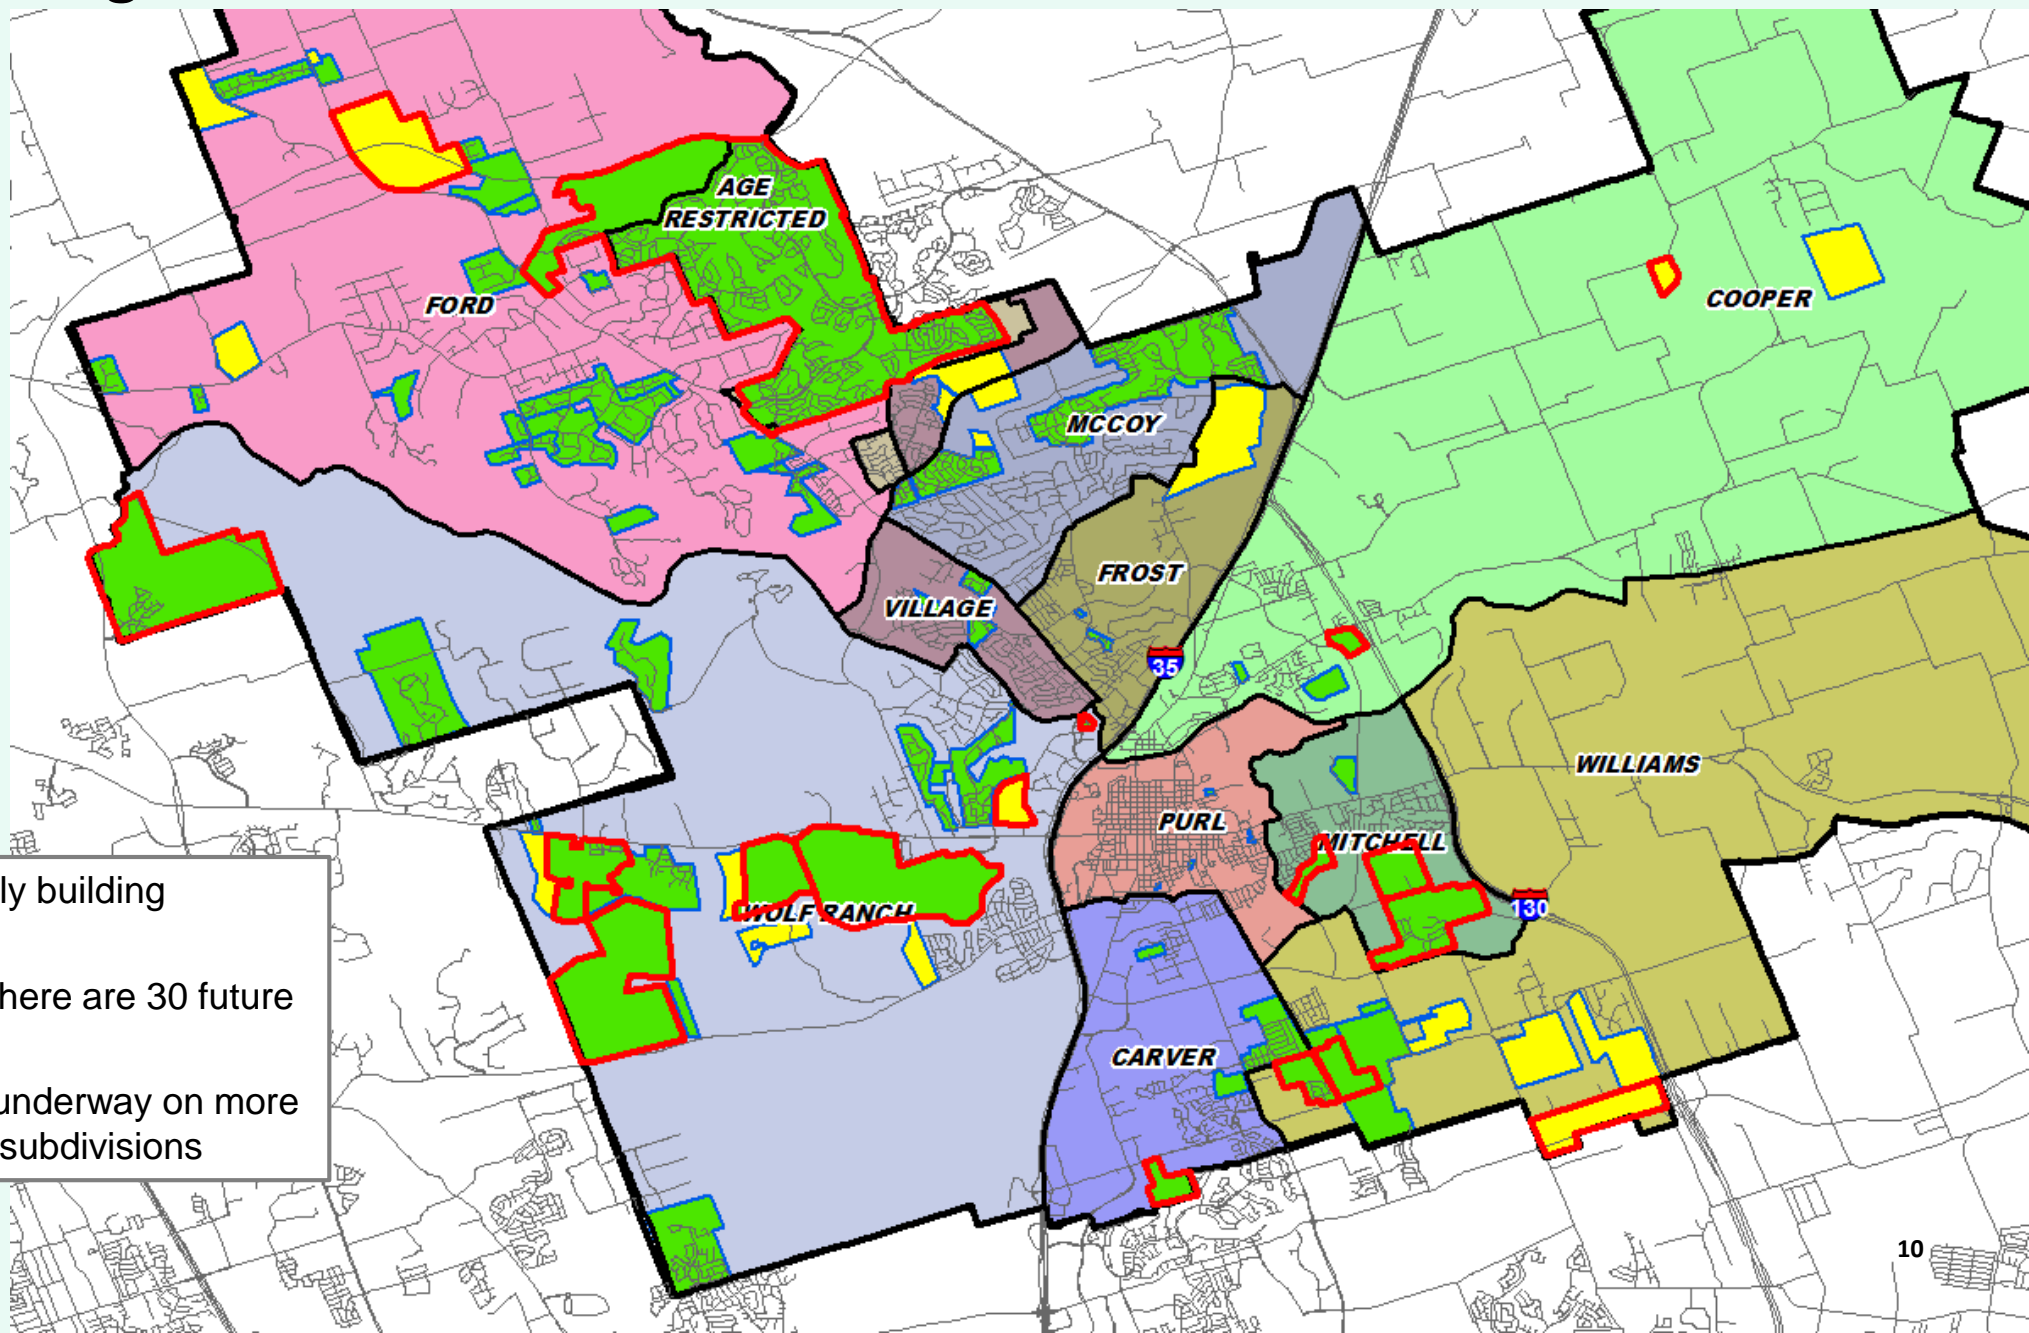 AGE
RESTRICTED
FORD
COOPER
MCCOY
FROST
VILLAGE
35
WILLIAMS
PURL
MITCHELL
ly building
WOLF RANCH
130
here are 30 future
CARVER
underway on more
subdivisions
10